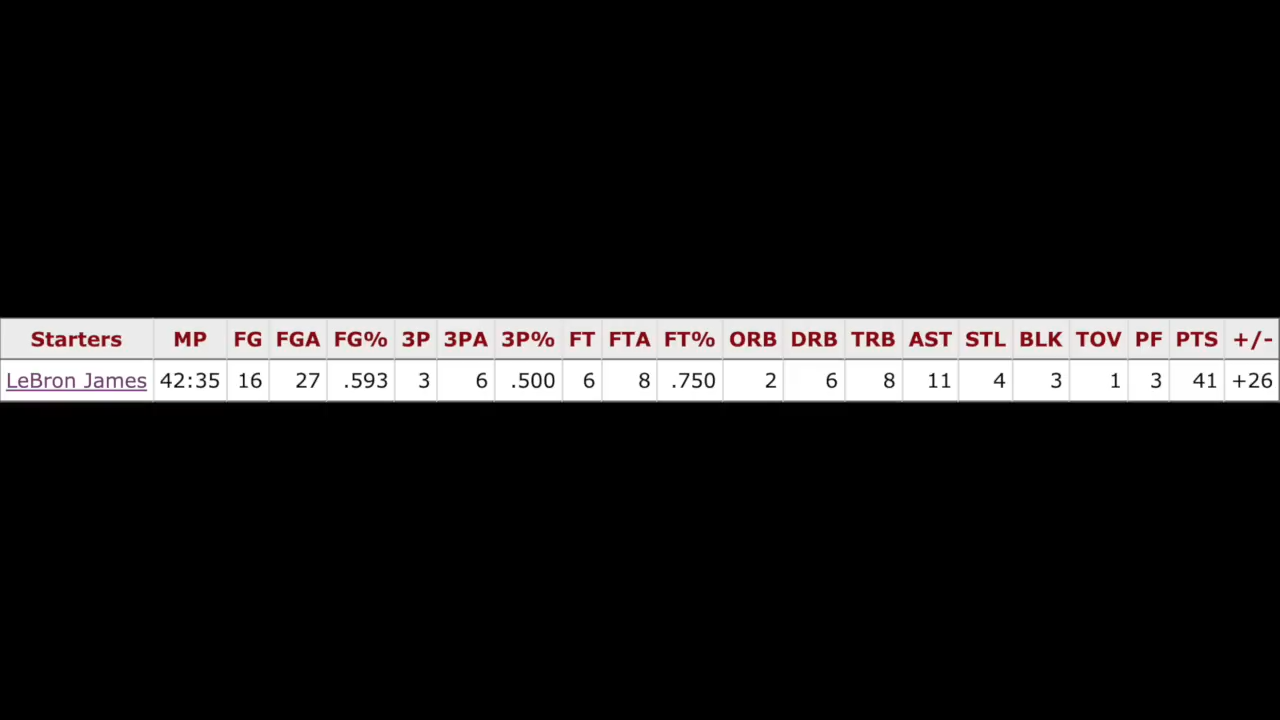 Starters MP FG FGA FG% 3P 3PA 3P% FT FTA FT% ORB DRB TRB AST STL BLK TOV PF PTS +/-
LeBron James 42:35 16 27 .593 3 6 .500 6 8 .750 2 6 8 11 4 3 1 3 41 +26